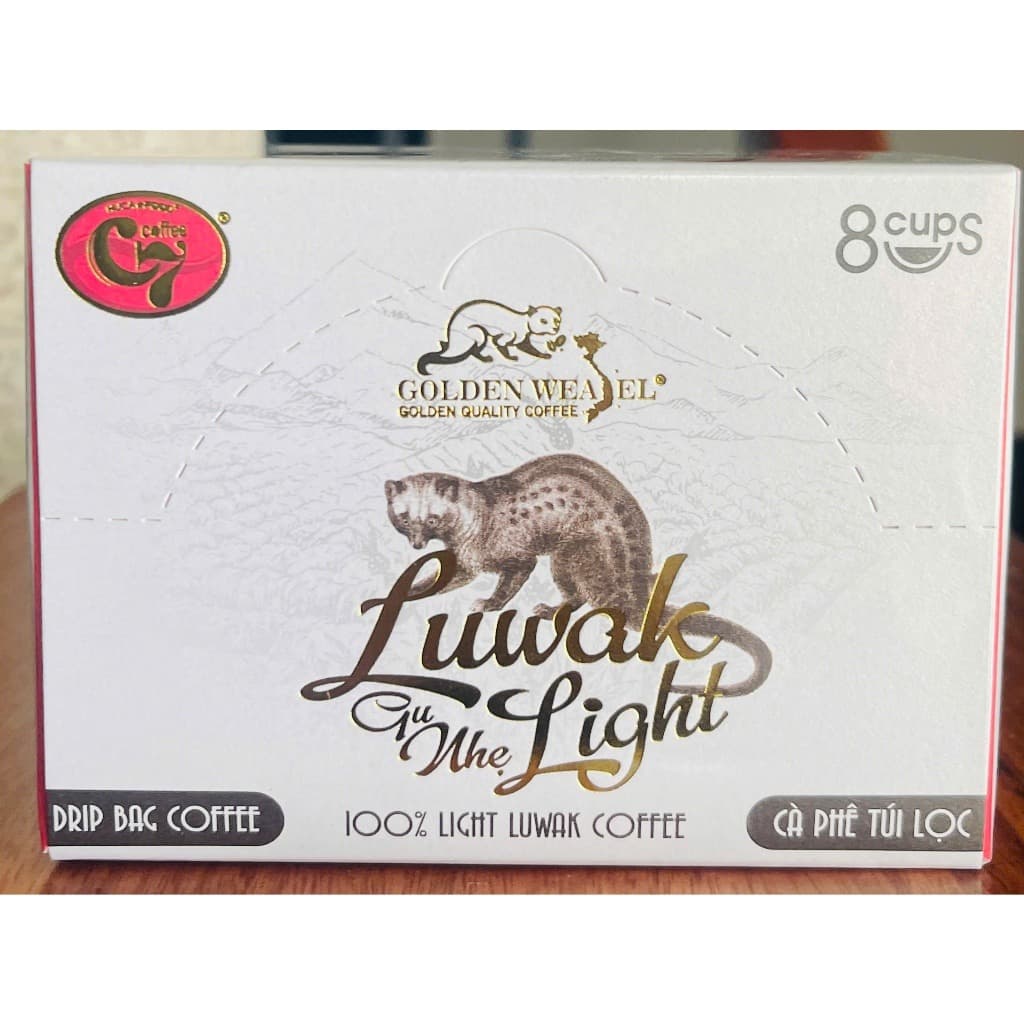 coffee
C7
®
8 cups
GOLDEN WEASEL®
GOLDEN QUALITY COFFEE
Luwak
Gu Nhẹ
Light
DRIP BAG COFFEE
100% LIGHT LUWAK COFFEE
CÀ PHÊ TÚI LỌC